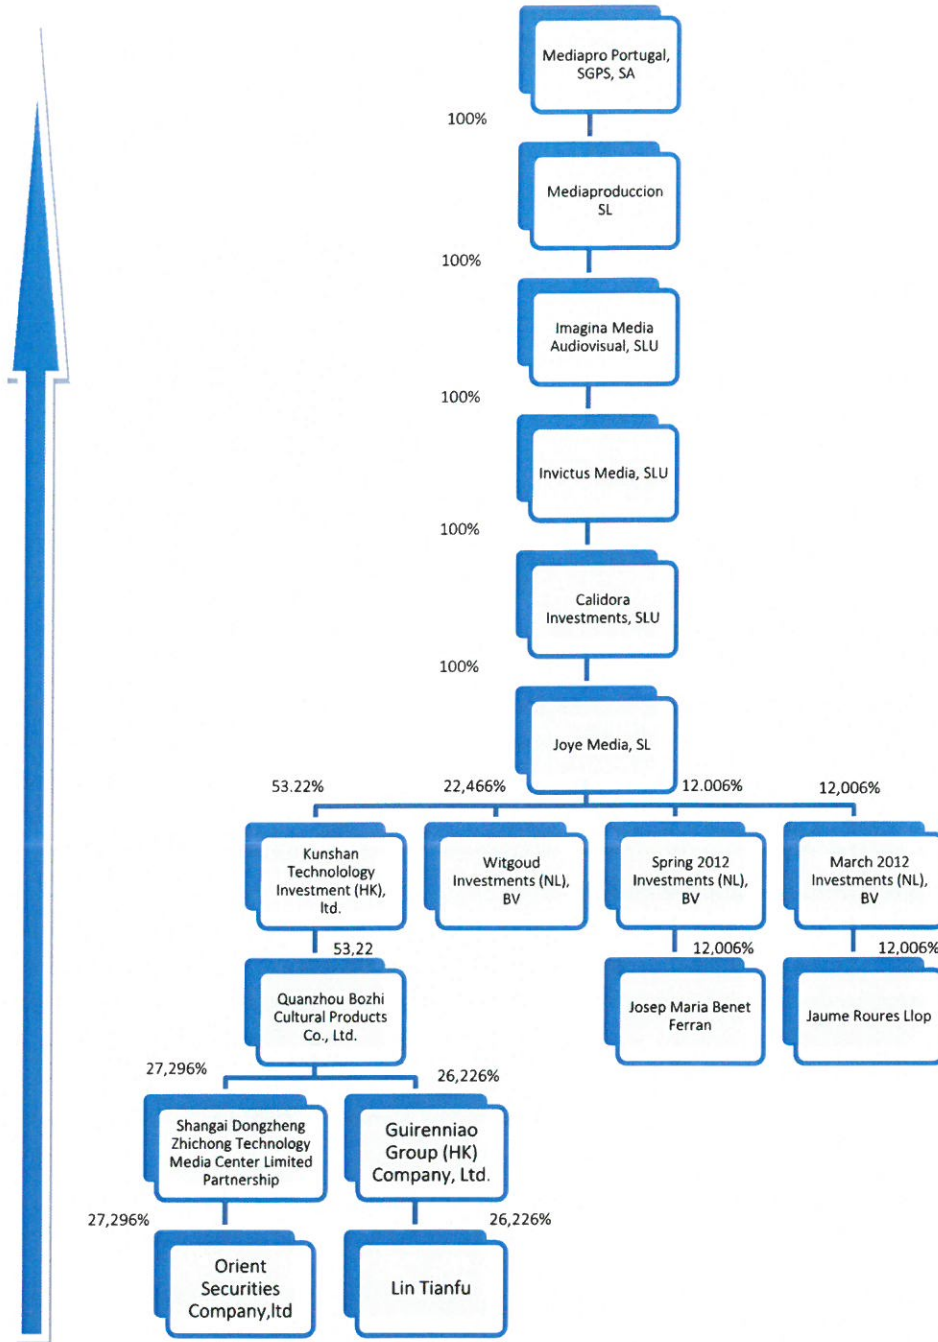 Mediapro Portugal,
SGPS, SA
100%
Mediaproduccion
SL
100%
Imagina Media
Audiovisual, SLU
100%
Invictus Media, SLU
100%
Calidora
Investments, SLU
100%
Joye Media, SL
53.22%
22,466%
12.006%
12,006%
Kunshan
Technolology
Investment (HK),
ltd.
Witgoud
Investments (NL),
BV
Spring 2012
Investments (NL),
BV
March 2012
Investments (NL),
BV
53,22
12,006%
12,006%
Quanzhou Bozhi
Cultural Products
Co., Ltd.
Josep Maria Benet
Ferran
Jaume Roures Llop
27,296%
26,226%
Shangai Dongzheng
Zhichong Technology
Media Center Limited
Partnership
Guirenniao
Group (HK)
Company, Ltd.
27,296%
26,226%
Orient
Securities
Company,ltd
Lin Tianfu